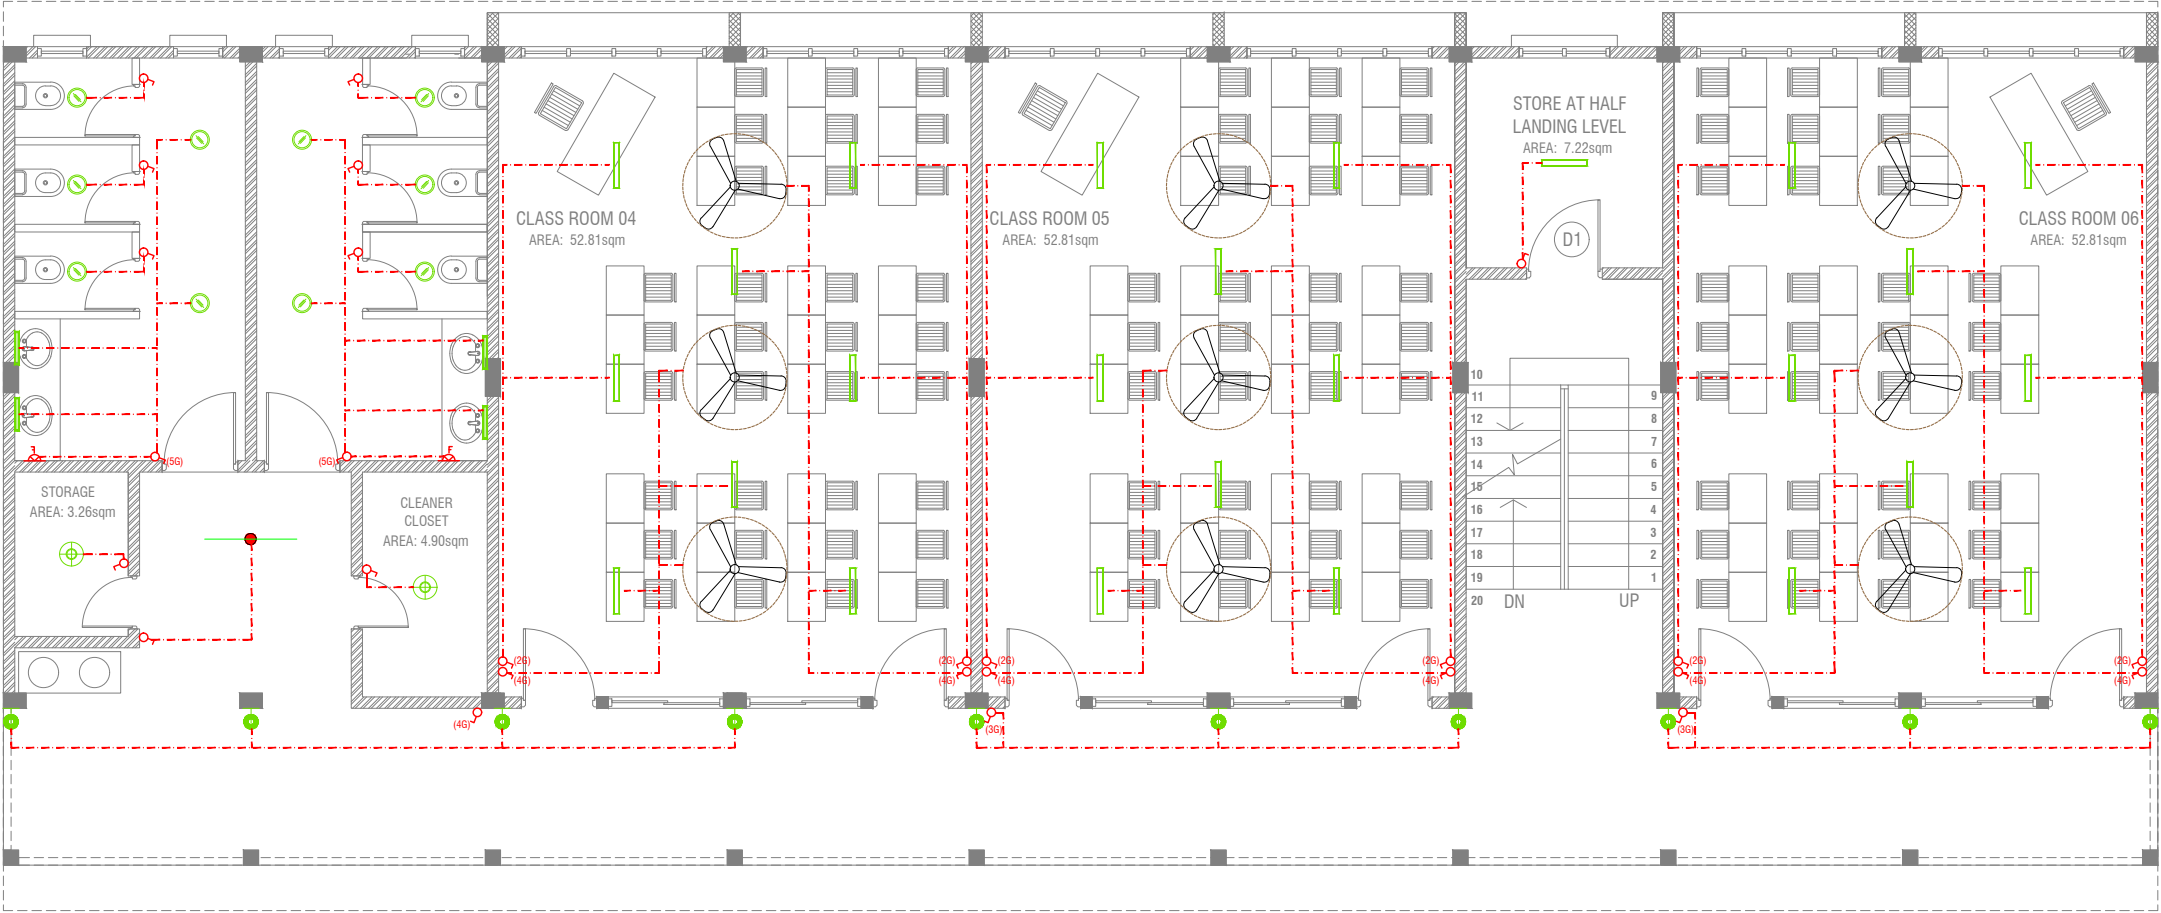 STORE AT HALF
LANDING LEVEL
AREA: 7.22sqm
D1
CLASS ROOM 04
AREA: 52.81sqm
CLASS ROOM 05
AREA: 52.81sqm
CLASS ROOM 06
AREA: 52.81sqm
(5G)
(5G)
STORAGE
AREA: 3.26sqm
CLEANER
CLOSET
AREA: 4.90sqm
10
11
12
13
14
15
16
17
18
19
20
9
8
7
6
5
4
3
2
1
DN
UP
(2G)
(4G)
(2G)
(4G)
(2G)
(4G)
(2G)
(4G)
(2G)
(4G)
(2G)
(4G)
(4G)
(3G)
(3G)